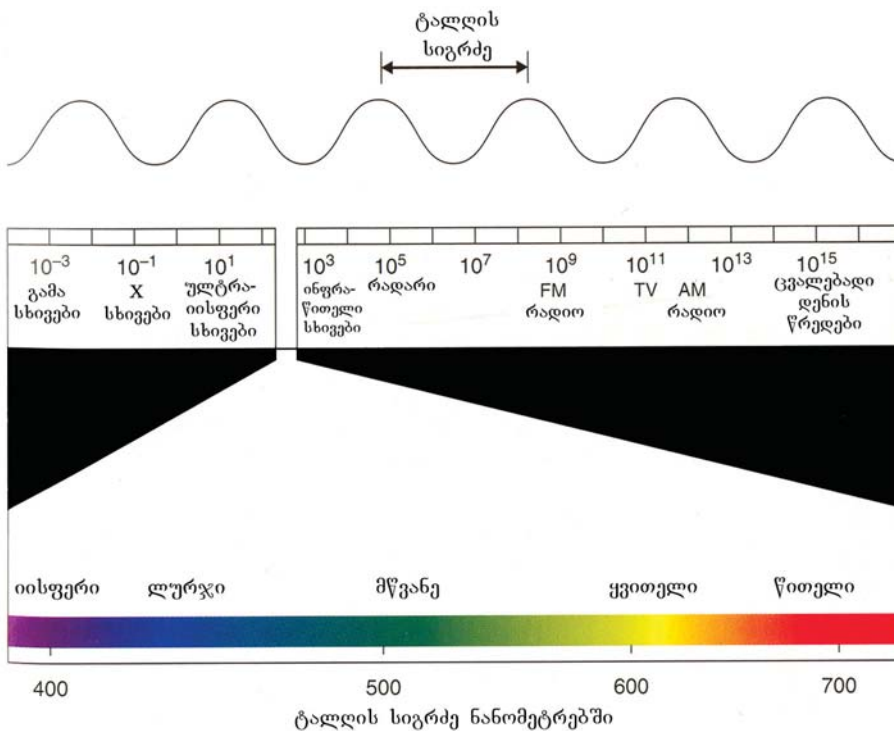 ტალღის
სიგრძე
10⁻³ 10⁻¹ 10¹ 10³ 10⁵ 10⁷ 10⁹ 10¹¹ 10¹³ 10¹⁵
გამა
სხივები
X
სხივები
ულტრა-
იისფერი
სხივები
ინფრა-
წითელი
სხივები
რადარი
FM
რადიო
TV
AM
რადიო
ცვალებადი
დენის
წრედები
იისფერი ლურჯი მწვანე ყვითელი წითელი
400 500 600 700
ტალღის სიგრძე ნანომეტრებში